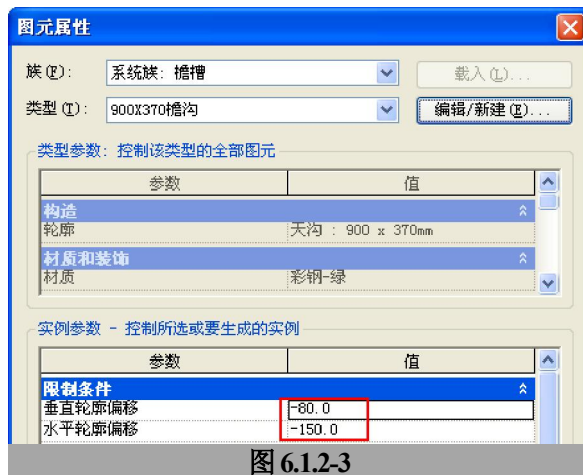 图元属性
族(F): 系统族: 檐槽 载入(L)...
类型(T): 900X370檐沟 编辑/新建(E)...
类型参数: 控制该类型的全部图元
参数 值
构造
轮廓 天沟 : 900 x 370mm
材质和装饰
材质 彩钢-绿
实例参数 - 控制所选或要生成的实例
参数 值
限制条件
垂直轮廓偏移 -80.0
水平轮廓偏移 -150.0
图 6.1.2-3